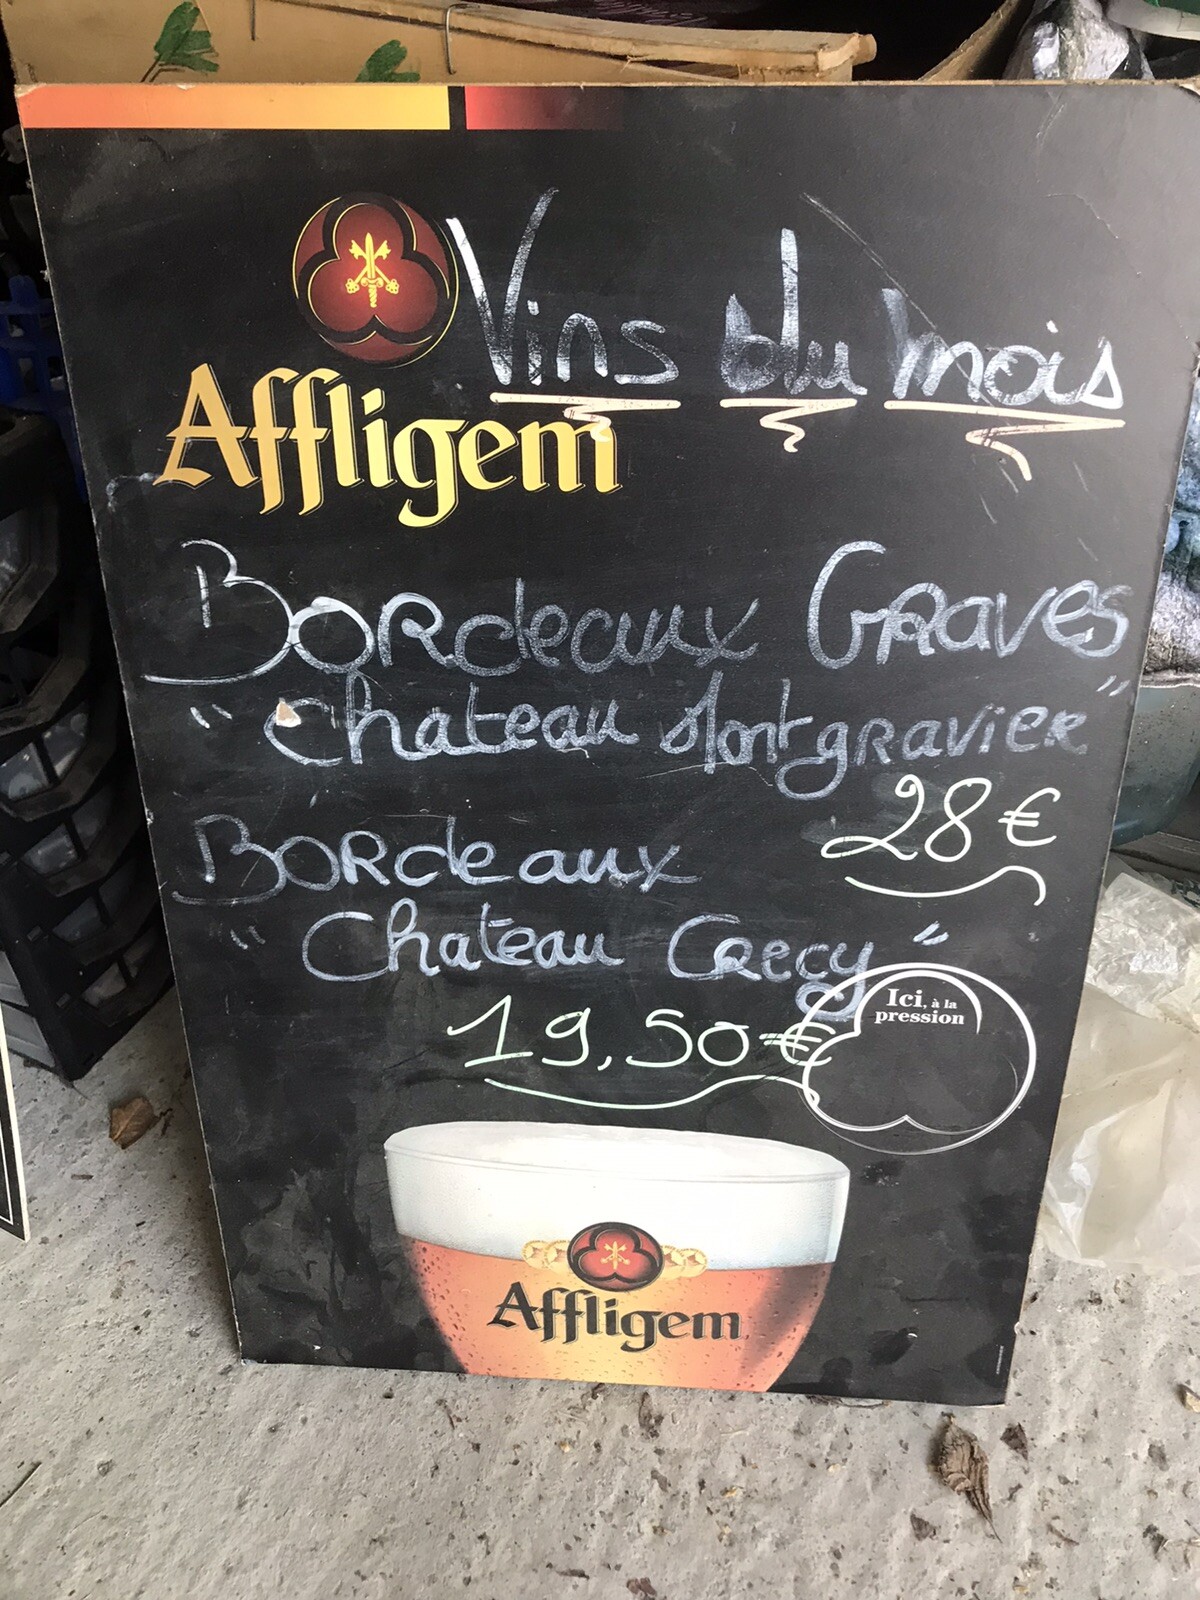 Vins du mois
Affligem
Bordeaux Graves
"Chateau Montgravier"
28€
Bordeaux
"Chateau Crecy"
19,50€
Ici, à la
pression
Affligem